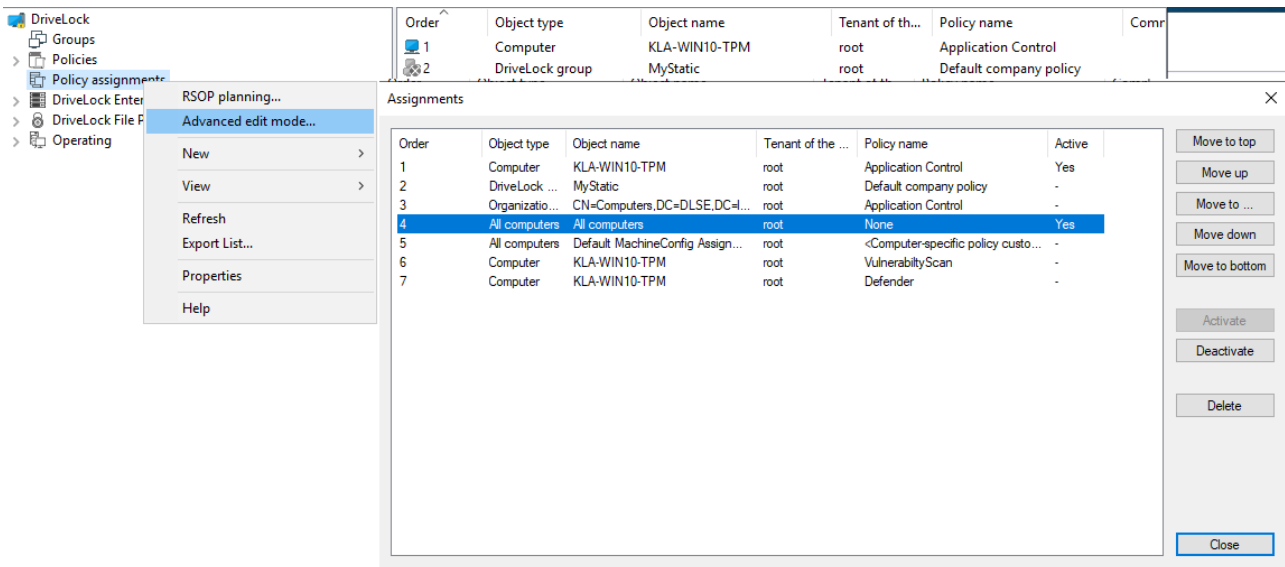 DriveLock
Groups
Policies
Policy assignments
DriveLock Enter
DriveLock File P
Operating
RSOP planning...
Advanced edit mode...
New
View
Refresh
Export List...
Properties
Help
Order Object type Object name Tenant of th... Policy name Comr
1 Computer KLA-WIN10-TPM root Application Control
2 DriveLock group MyStatic root Default company policy
Assignments
Order Object type Object name Tenant of the ... Policy name Active
1 Computer KLA-WIN10-TPM root Application Control Yes
2 DriveLock ... MyStatic root Default company policy -
3 Organizatio... CN=Computers,DC=DLSE,DC=l... root Application Control -
4 All computers All computers root None Yes
5 All computers Default MachineConfig Assign... root <Computer-specific policy custo... -
6 Computer KLA-WIN10-TPM root VulnerabiltyScan -
7 Computer KLA-WIN10-TPM root Defender -
Move to top
Move up
Move to ...
Move down
Move to bottom
Activate
Deactivate
Delete
Close